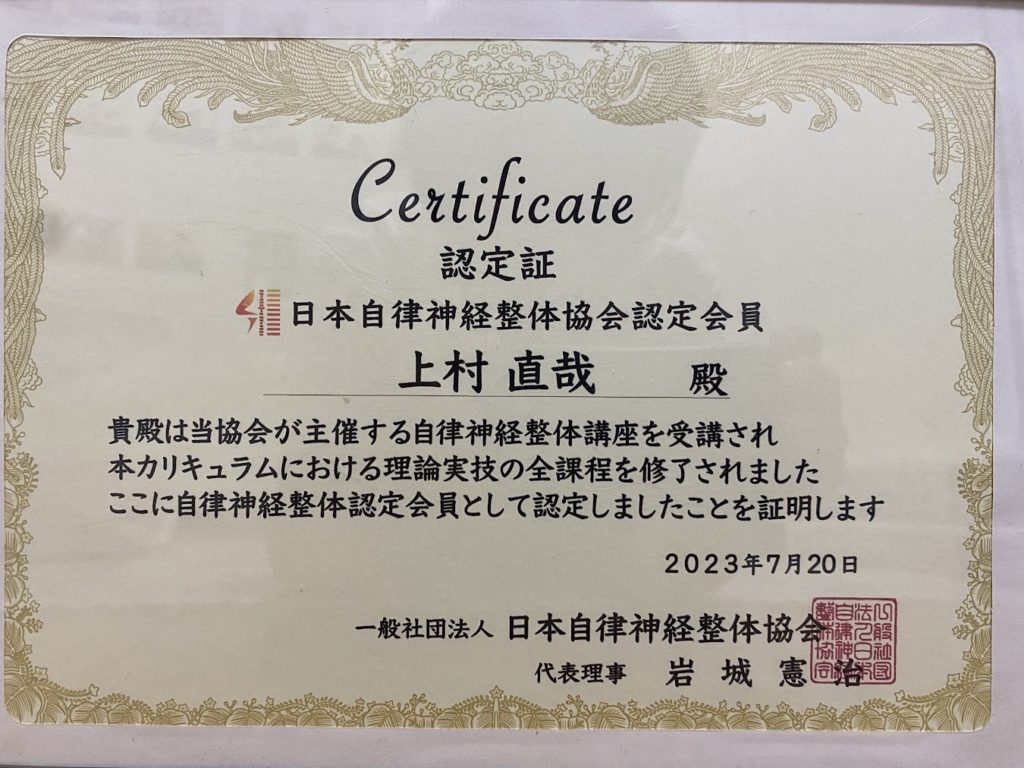 Certificate
認定証
日本自律神経整体協会認定会員
上村 直哉 殿
貴殿は当協会が主催する自律神経整体講座を受講され
本カリキュラムにおける理論実技の全課程を修了されました
ここに自律神経整体認定会員として認定しましたことを証明します
2023年7月20日
一般社団法人 日本自律神経整体協会
代表理事 岩城 憲治